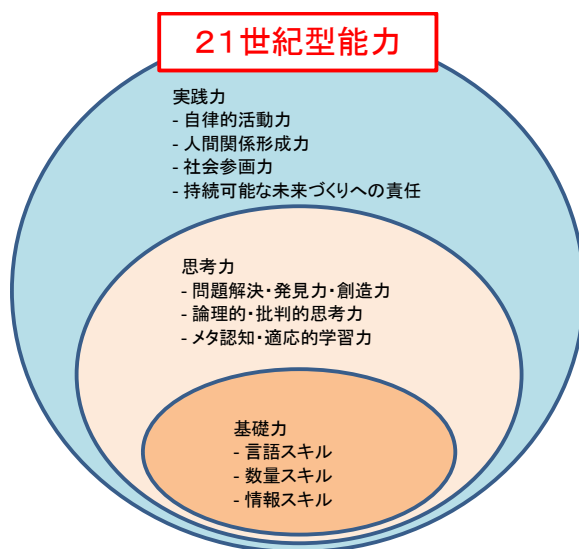 21世紀型能力
実践力
- 自律的活動力
- 人間関係形成力
- 社会参画力
- 持続可能な未来づくりへの責任
思考力
- 問題解決・発見力・創造力
- 論理的・批判的思考力
- メタ認知・適応的学習力
基礎力
- 言語スキル
- 数量スキル
- 情報スキル